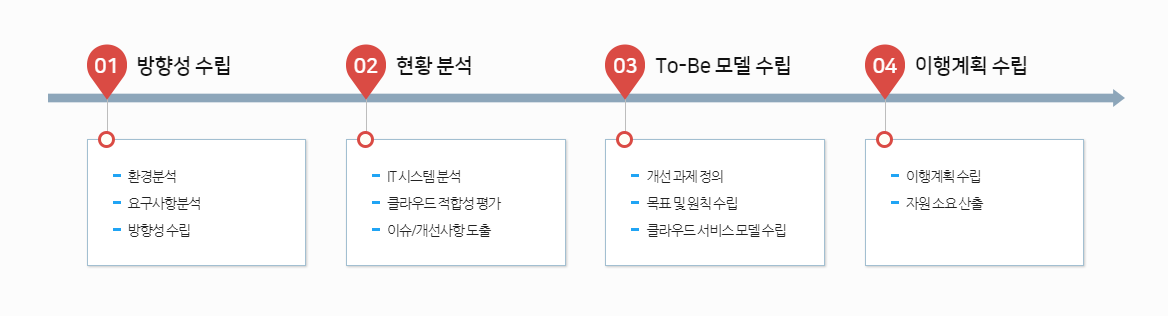 01 방향성 수립
02 현황 분석
03 To-Be 모델 수립
04 이행계획 수립
환경분석
요구사항분석
방향성 수립
IT 시스템 분석
클라우드 적합성 평가
이슈/개선사항 도출
개선 과제 정의
목표 및 원칙 수립
클라우드 서비스 모델 수립
이행계획 수립
자원 소요 산출